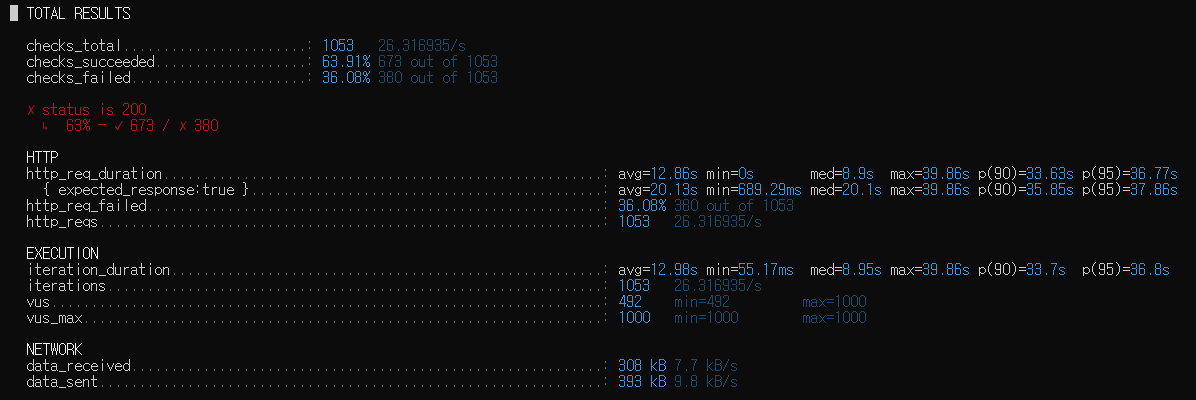 █ TOTAL RESULTS
checks_total.......................: 1053 26.316935/s
checks_succeeded...................: 63.91% 673 out of 1053
checks_failed......................: 36.08% 380 out of 1053
✗ status is 200
↳ 63% — ✓ 673 / ✗ 380
HTTP
http_req_duration.......................................................: avg=12.86s min=0s med=8.9s max=39.86s p(90)=33.63s p(95)=36.77s
{ expected_response:true }............................................: avg=20.13s min=689.29ms med=20.1s max=39.86s p(90)=35.85s p(95)=37.86s
http_req_failed.........................................................: 36.08% 380 out of 1053
http_reqs...............................................................: 1053 26.316935/s
EXECUTION
iteration_duration......................................................: avg=12.98s min=55.17ms med=8.95s max=39.86s p(90)=33.7s p(95)=36.8s
iterations..............................................................: 1053 26.316935/s
vus.....................................................................: 492 min=492 max=1000
vus_max.................................................................: 1000 min=1000 max=1000
NETWORK
data_received...........................................................: 308 kB 7.7 kB/s
data_sent...............................................................: 393 kB 9.8 kB/s